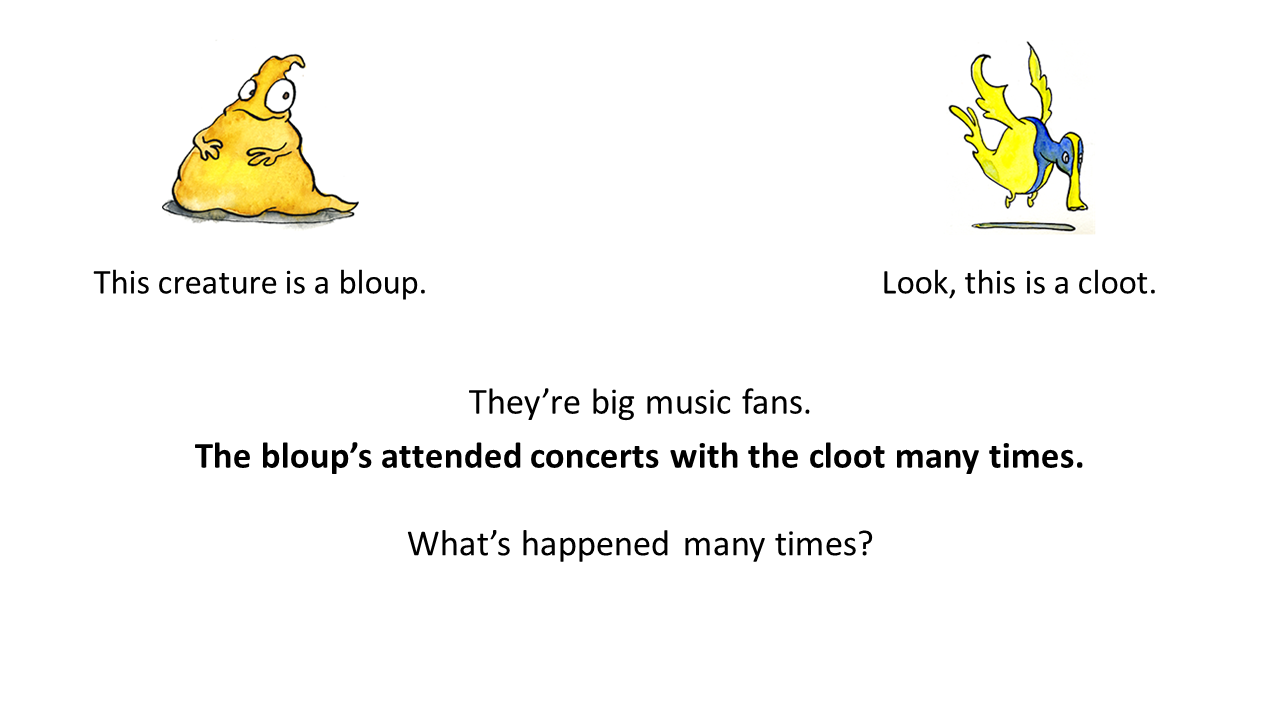 This creature is a bloup.
Look, this is a cloot.
They’re big music fans.
The bloup’s attended concerts with the cloot many times.
What’s happened many times?